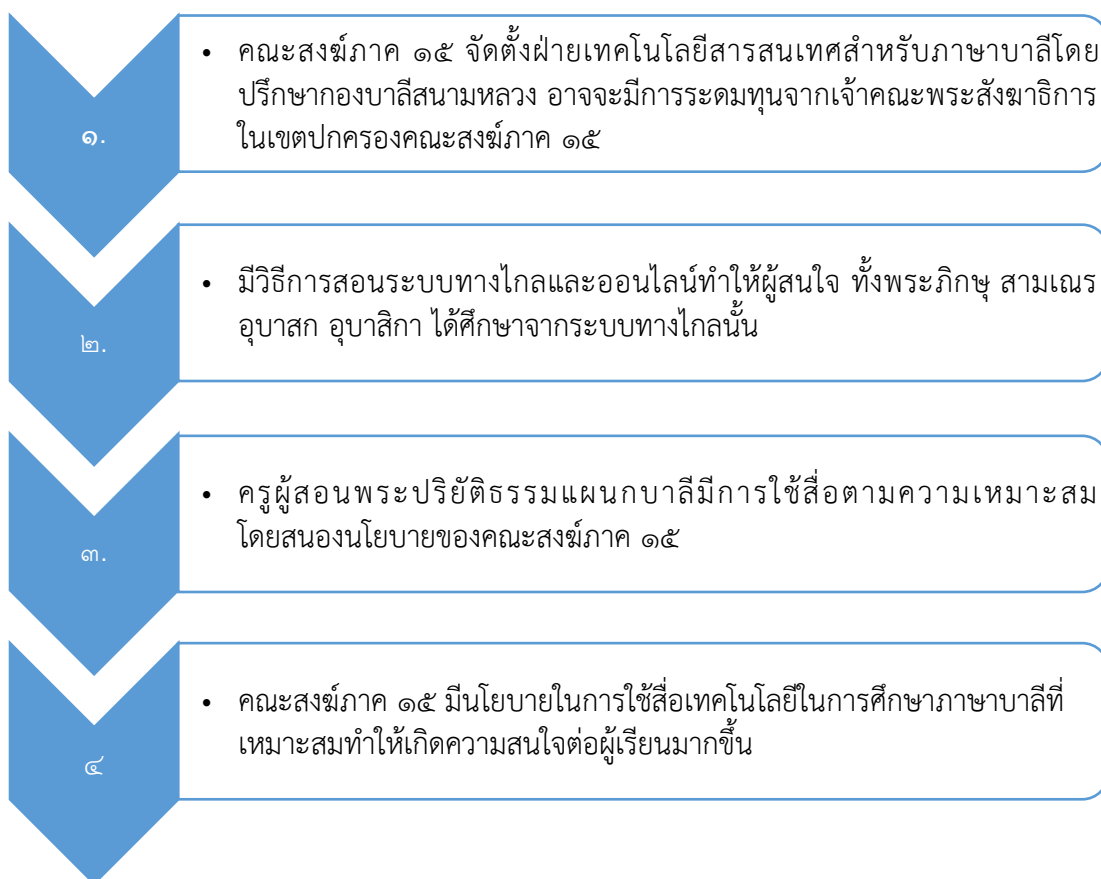 ๑.
• คณะสงฆ์ภาค ๑๕ จัดตั้งฝ่ายเทคโนโลยีสารสนเทศสำหรับภาษาบาลีโดย
ปรึกษากองบาลีสนามหลวง อาจจะมีการระดมทุนจากเจ้าคณะพระสังฆาธิการ
ในเขตปกครองคณะสงฆ์ภาค ๑๕
๒.
• มีวิธีการสอนระบบทางไกลและออนไลน์ทำให้ผู้สนใจ ทั้งพระภิกษุ สามเณร
อุบาสก อุบาสิกา ได้ศึกษาจากระบบทางไกลนั้น
๓.
• ครูผู้สอนพระปริยัติธรรมแผนกบาลีมีการใช้สื่อตามความเหมาะสม
โดยสนองนโยบายของคณะสงฆ์ภาค ๑๕
๔
• คณะสงฆ์ภาค ๑๕ มีนโยบายในการใช้สื่อเทคโนโลยีในการศึกษาภาษาบาลีที่
เหมาะสมทำให้เกิดความสนใจต่อผู้เรียนมากขึ้น